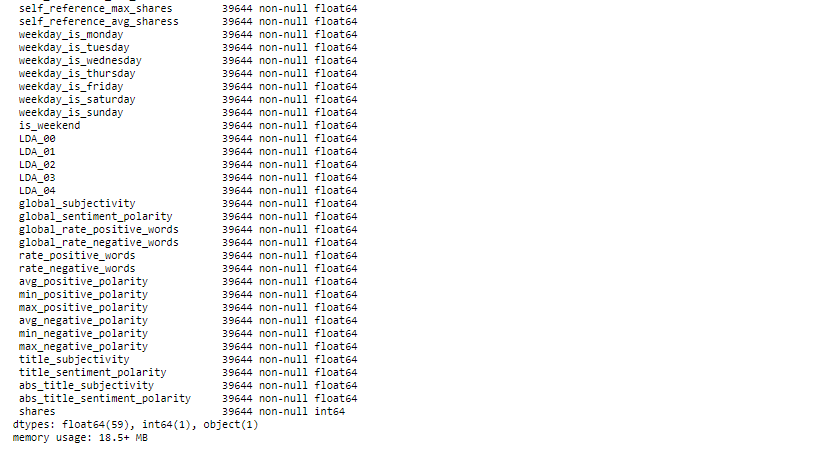 self_reference_max_shares 39644 non-null float64
self_reference_avg_sharess 39644 non-null float64
weekday_is_monday 39644 non-null float64
weekday_is_tuesday 39644 non-null float64
weekday_is_wednesday 39644 non-null float64
weekday_is_thursday 39644 non-null float64
weekday_is_friday 39644 non-null float64
weekday_is_saturday 39644 non-null float64
weekday_is_sunday 39644 non-null float64
is_weekend 39644 non-null float64
LDA_00 39644 non-null float64
LDA_01 39644 non-null float64
LDA_02 39644 non-null float64
LDA_03 39644 non-null float64
LDA_04 39644 non-null float64
global_subjectivity 39644 non-null float64
global_sentiment_polarity 39644 non-null float64
global_rate_positive_words 39644 non-null float64
global_rate_negative_words 39644 non-null float64
rate_positive_words 39644 non-null float64
rate_negative_words 39644 non-null float64
avg_positive_polarity 39644 non-null float64
min_positive_polarity 39644 non-null float64
max_positive_polarity 39644 non-null float64
avg_negative_polarity 39644 non-null float64
min_negative_polarity 39644 non-null float64
max_negative_polarity 39644 non-null float64
title_subjectivity 39644 non-null float64
title_sentiment_polarity 39644 non-null float64
abs_title_subjectivity 39644 non-null float64
abs_title_sentiment_polarity 39644 non-null float64
shares 39644 non-null int64
dtypes: float64(59), int64(1), object(1)
memory usage: 18.5+ MB